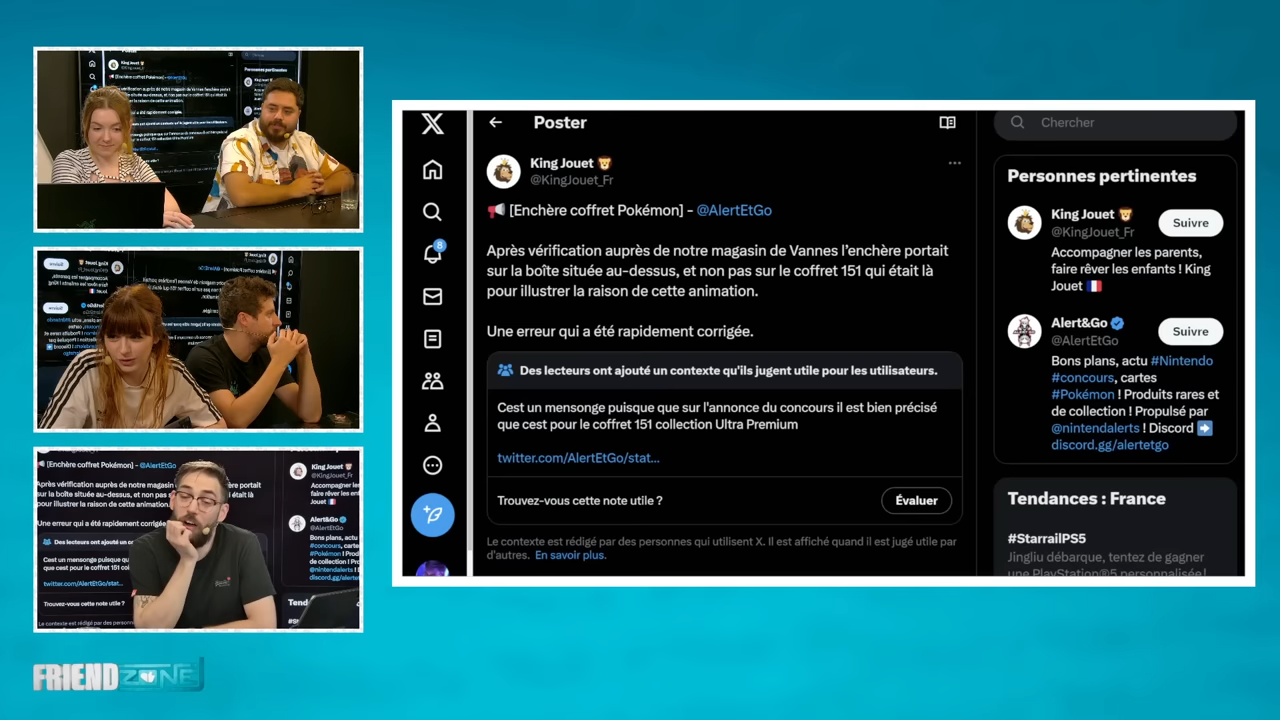 Poster
King Jouet
@KingJouet_Fr
[Enchère coffret Pokémon] - @AlertEtGo
Après vérification auprès de notre magasin de Vannes l'enchère portait
sur la boîte située au-dessus, et non pas sur le coffret 151 qui était là
pour illustrer la raison de cette animation.
Une erreur qui a été rapidement corrigée.
Des lecteurs ont ajouté un contexte qu'ils jugent utile pour les utilisateurs.
Cest un mensonge puisque que sur l'annonce du concours il est bien précisé
que cest pour le coffret 151 collection Ultra Premium
twitter.com/AlertEtGo/stat...
Trouvez-vous cette note utile ?
Évaluer
Le contexte est rédigé par des personnes qui utilisent X. Il est affiché quand il est jugé utile par
d'autres. En savoir plus.
8
Chercher
Personnes pertinentes
King Jouet
@KingJouet_Fr
Suivre
Accompagner les parents,
faire rêver les enfants ! King
Jouet
Alert&Go
@AlertEtGo
Suivre
Bons plans, actu #Nintendo
#concours, cartes
#Pokémon ! Produits rares et
de collection ! Propulsé par
@nintendalerts ! Discord
discord.gg/alertetgo
Tendances : France
#StarrailPS5
Jingliu débarque, tentez de gagner
une PlayStation®5 personnalisée!
FRIENDZONE